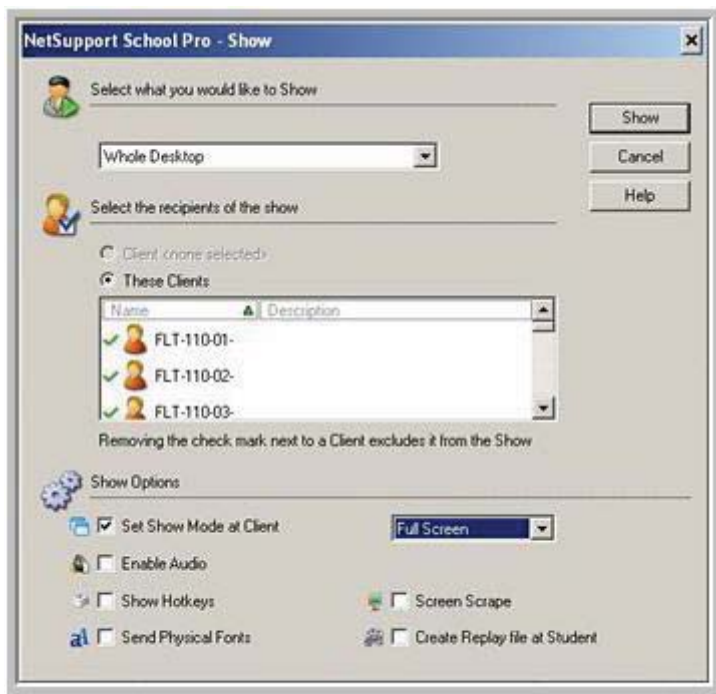 NetSupport School Pro - Show
Select what you would like to Show
Show
Whole Desktop
Cancel
Help
Select the recipients of the show
Client <none selected>
These Clients
Name Description
FLT-110-01-
FLT-110-02-
FLT-110-03-
Removing the check mark next to a Client excludes it from the Show
Show Options
Set Show Mode at Client Full Screen
Enable Audio
Show Hotkeys Screen Scrape
aI Send Physical Fonts Create Replay file at Student